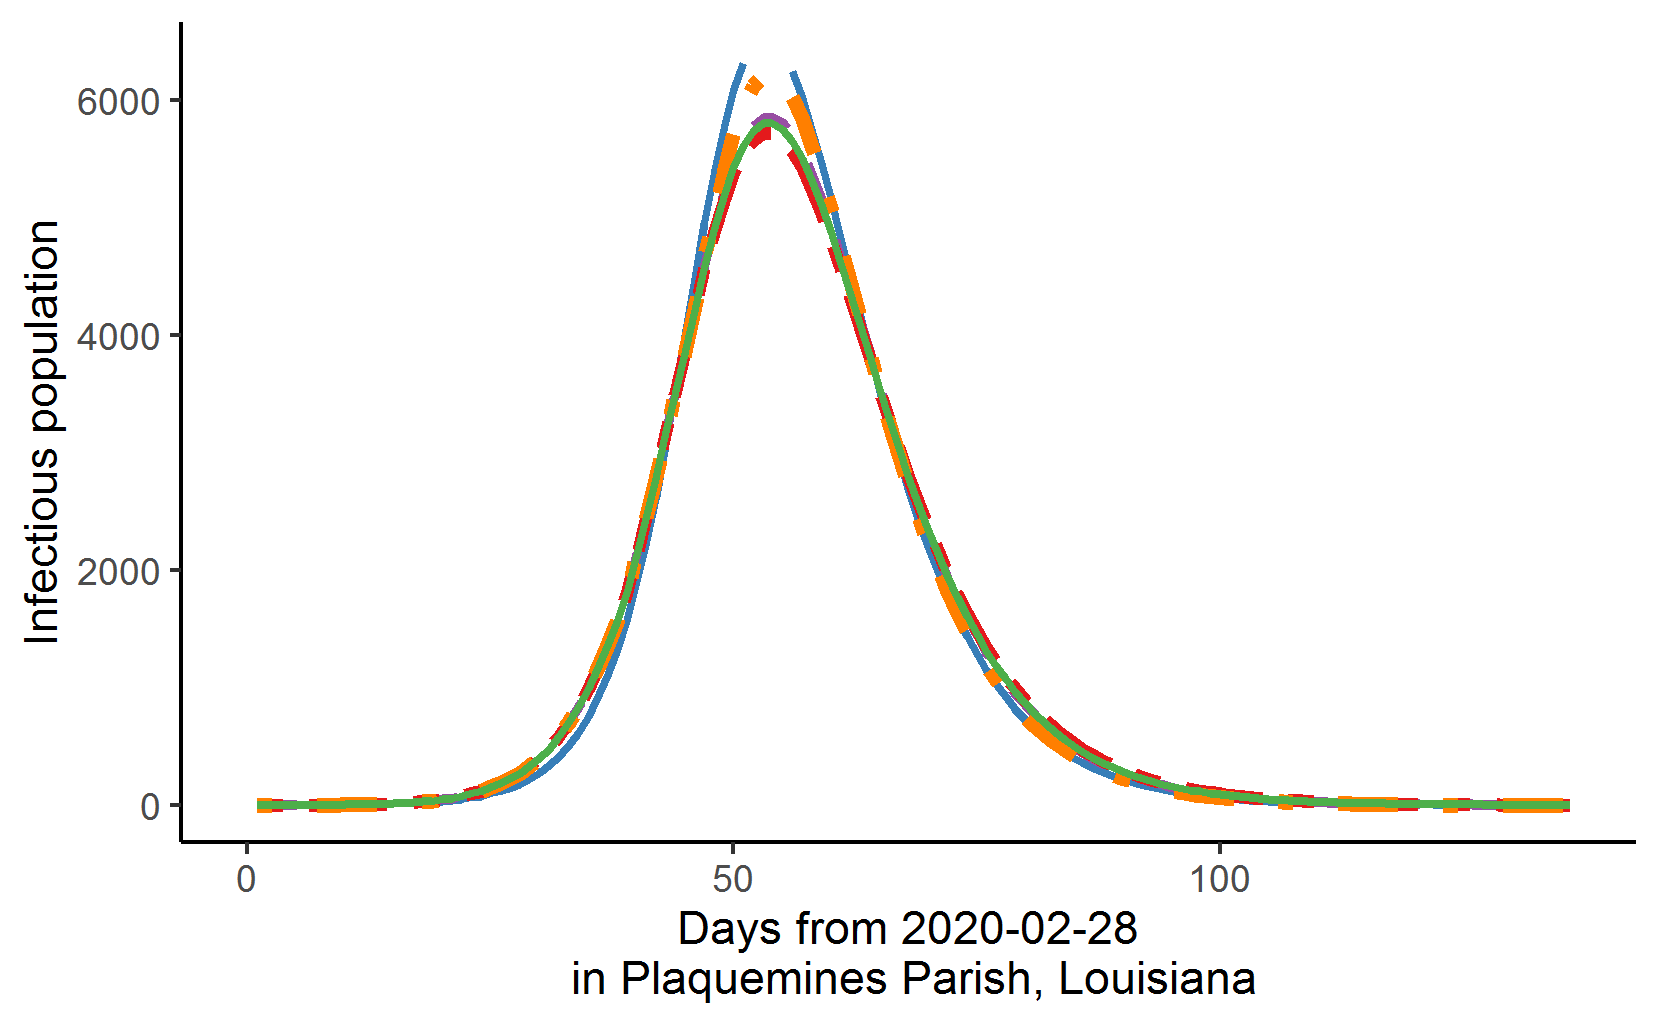 Infectious population
6000
4000
2000
0
0 50 100
Days from 2020-02-28
in Plaquemines Parish, Louisiana